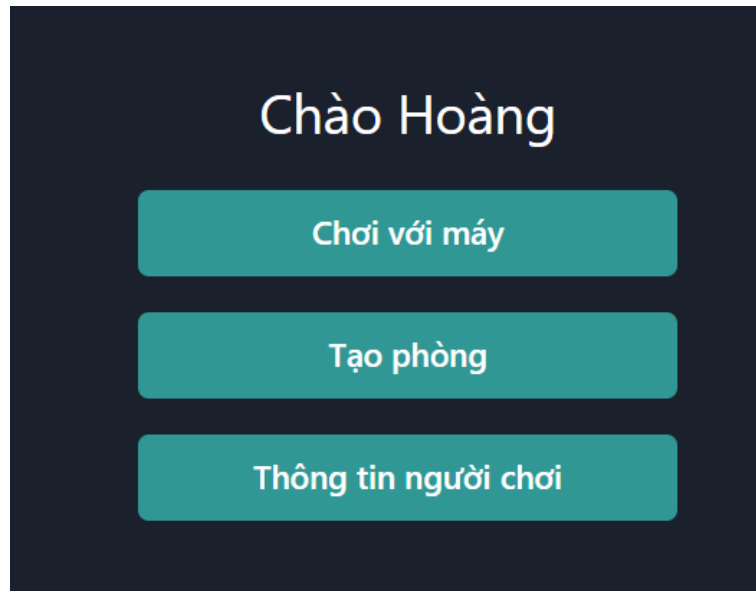 Chào Hoàng
Chơi với máy
Tạo phòng
Thông tin người chơi